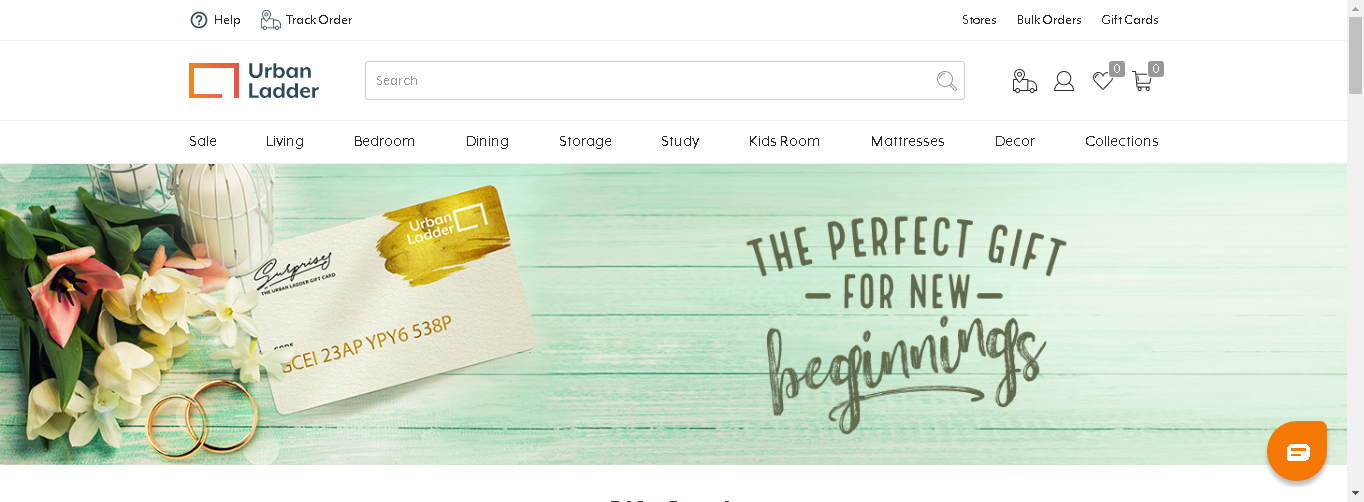 Help
Track Order
Stores
Bulk Orders
Gift Cards
Urban
Ladder
Search
0
0
Sale
Living
Bedroom
Dining
Storage
Study
Kids Room
Mattresses
Decor
Collections
Urban
Ladder
Surprise
THE URBAN LADDER GIFT CARD
CODE
GCEI 23AP YPY6 538P
THE PERFECT GIFT
FOR NEW
beginnings